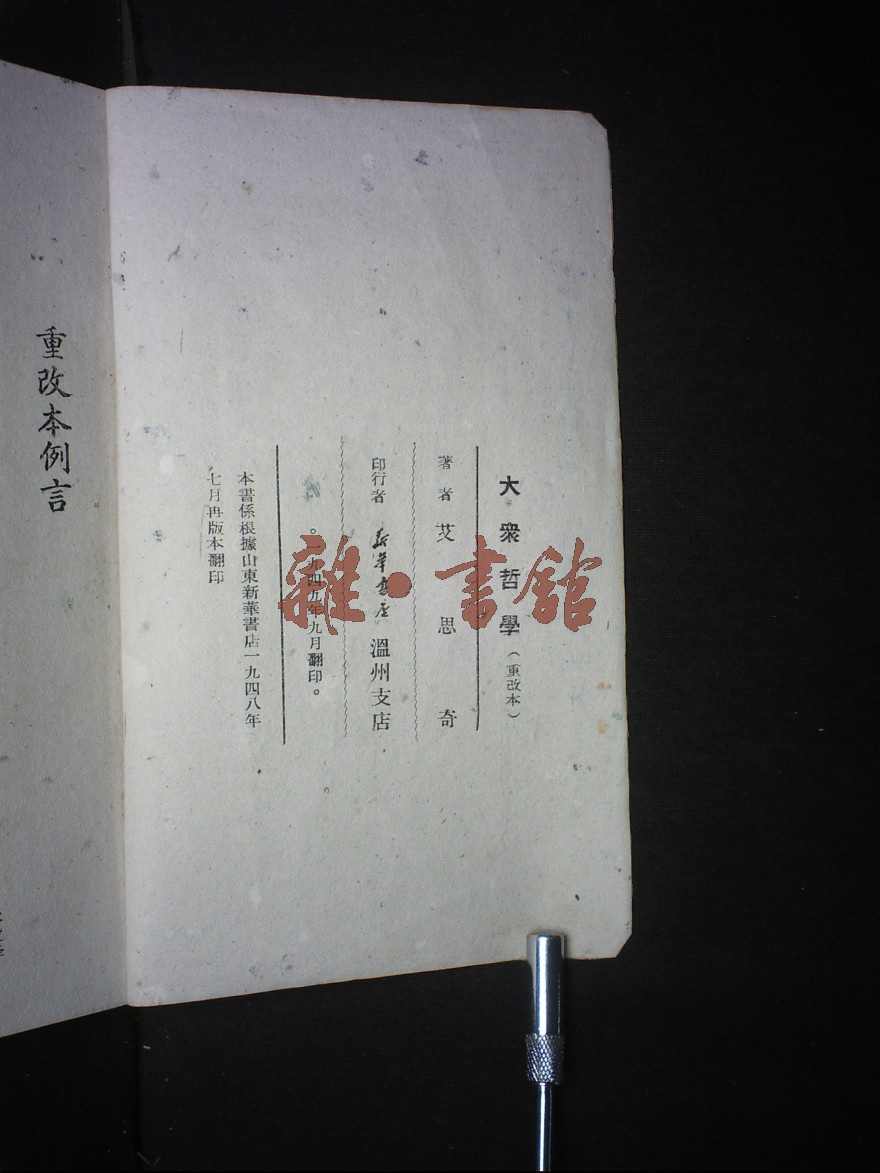 大衆哲學（重改本）
著者 艾思奇
印行者 新華書店 溫州支店
。一九四九年九月翻印。
本書係根據山東新華書店一九四八年
七月再版本翻印
重改本例言
雜·書館